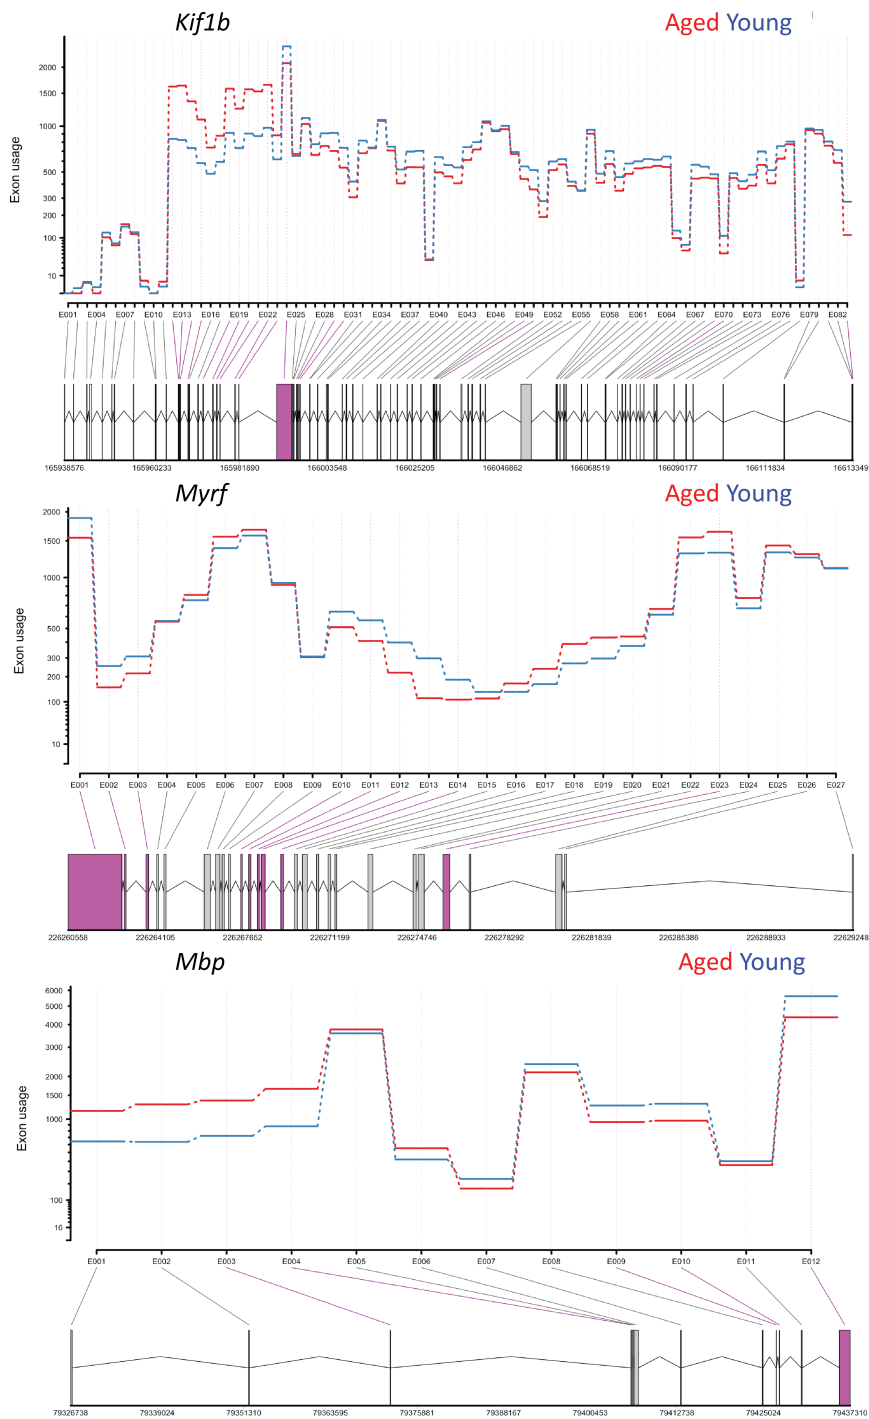 Kif1b Aged Young
2000
1500
1000
500
300
200
100
10
Exon usage
E001 E004 E007 E010 E013 E016 E019 E022 E025 E028 E031 E034 E037 E040 E043 E046 E049 E052 E055 E058 E061 E064 E067 E070 E073 E076 E079 E082
165938576 165960233 165981890 166003548 166025205 166046862 166068519 166090177 166111834 16613349
Myrf Aged Young
2000
1500
1000
500
300
200
100
10
Exon usage
E001 E002 E003 E004 E005 E006 E007 E008 E009 E010 E011 E012 E013 E014 E015 E016 E017 E018 E019 E020 E021 E022 E023 E024 E025 E026 E027
226260558 226264105 226267652 226271199 226274746 226278292 226281839 226285386 226288933 22629248
Mbp Aged Young
6000
5000
4000
2000
1500
1000
100
10
Exon usage
E001 E002 E003 E004 E005 E006 E007 E008 E009 E010 E011 E012
79326738 79339024 79351310 79363595 79375881 79388167 79400453 79412738 79425024 79437310